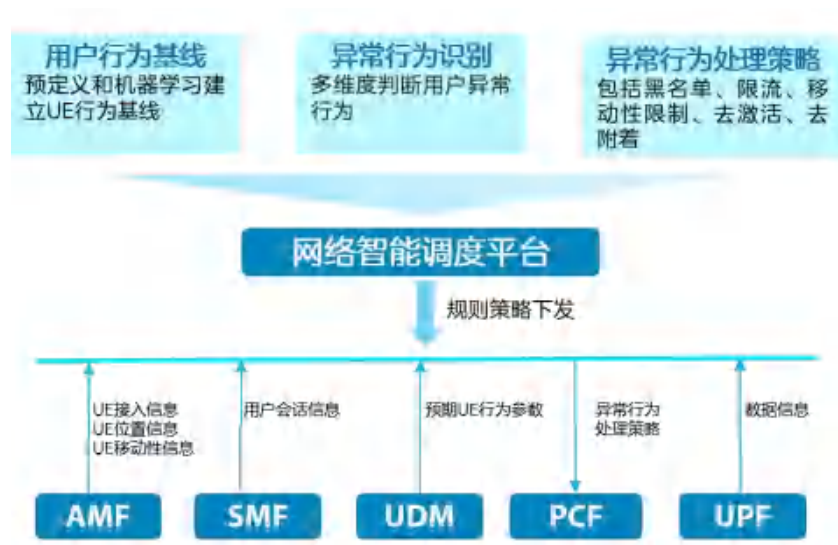 用户行为基线
预定义和机器学习建
立UE行为基线
异常行为识别
多维度判断用户异常
行为
异常行为处理策略
包括黑名单、限流、移
动性限制、去激活、去
附着
网络智能调度平台
规则策略下发
UE接入信息
UE位置信息
UE移动性信息
用户会话信息
预期UE行为参数
异常行为
处理策略
数据信息
AMF
SMF
UDM
PCF
UPF